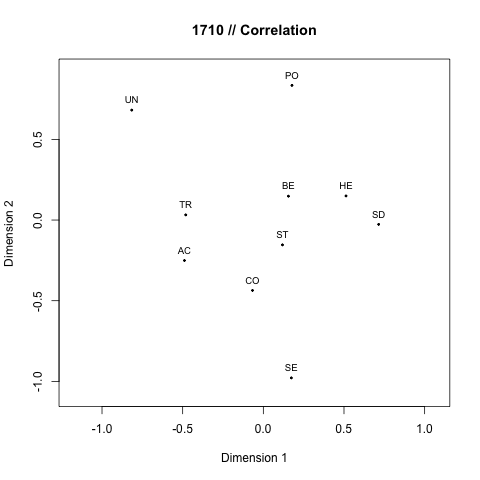 1710 // Correlation
PO
UN
0.5
BE
HE
TR
SD
0.0
ST
AC
CO
-0.5
SE
-1.0
Dimension 2
-1.0 -0.5 0.0 0.5 1.0
Dimension 1